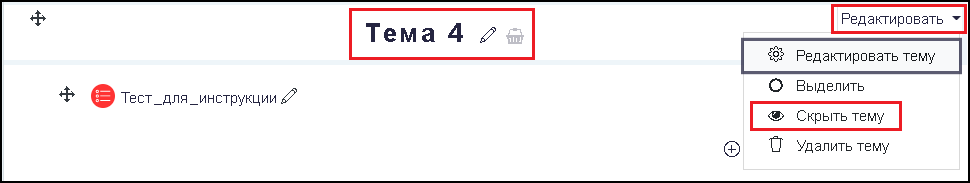 Тема 4
Редактировать
Редактировать тему
Тест_для_инструкции
Выделить
Скрыть тему
Удалить тему